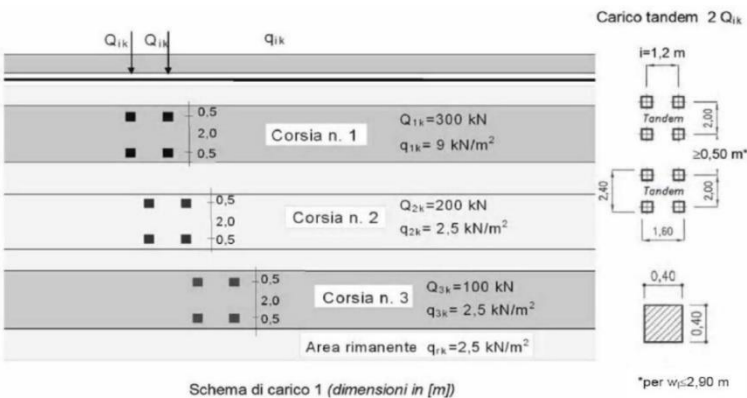 Carico tandem 2 Q_ik
Q_ik Q_ik q_ik
i=1,2 m
0,5
2,0
0,5
Corsia n. 1
Q_1k=300 kN
q_1k= 9 kN/m²
Tandem
2,00
≥0,50 m*
0,5
2,0
0,5
Corsia n. 2
Q_2k=200 kN
q_2k= 2,5 kN/m²
2,40
Tandem
2,00
1,60
0,5
2,0
0,5
Corsia n. 3
Q_3k=100 kN
q_3k= 2,5 kN/m²
0,40
0,40
Area rimanente q_rk=2,5 kN/m²
Schema di carico 1 (dimensioni in [m])
*per w_l≤2,90 m